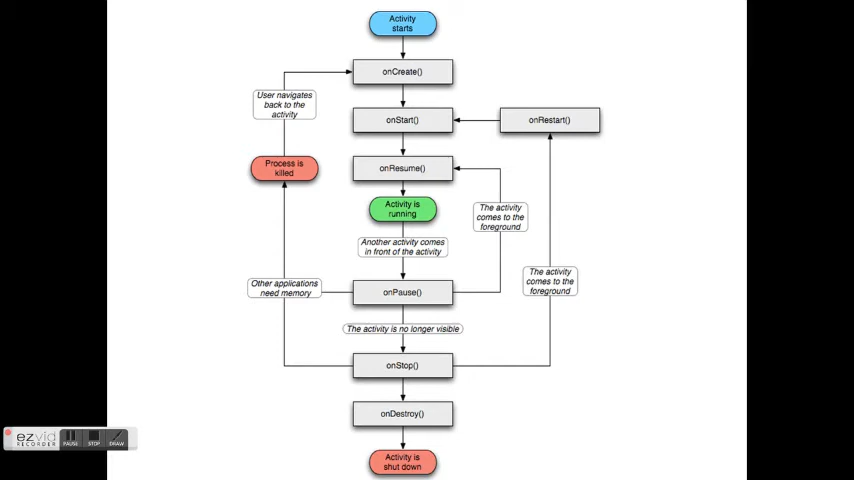 Activity
starts
onCreate()
User navigates
back to the
activity
onStart()
onRestart()
Process is
killed
onResume()
Activity is
running
The activity
comes to the
foreground
Another activity comes
in front of the activity
The activity
comes to the
foreground
Other applications
need memory
onPause()
The activity is no longer visible
onStop()
onDestroy()
Activity is
shut down
ezvid
RECORDER
PAUSE
STOP
DRAW